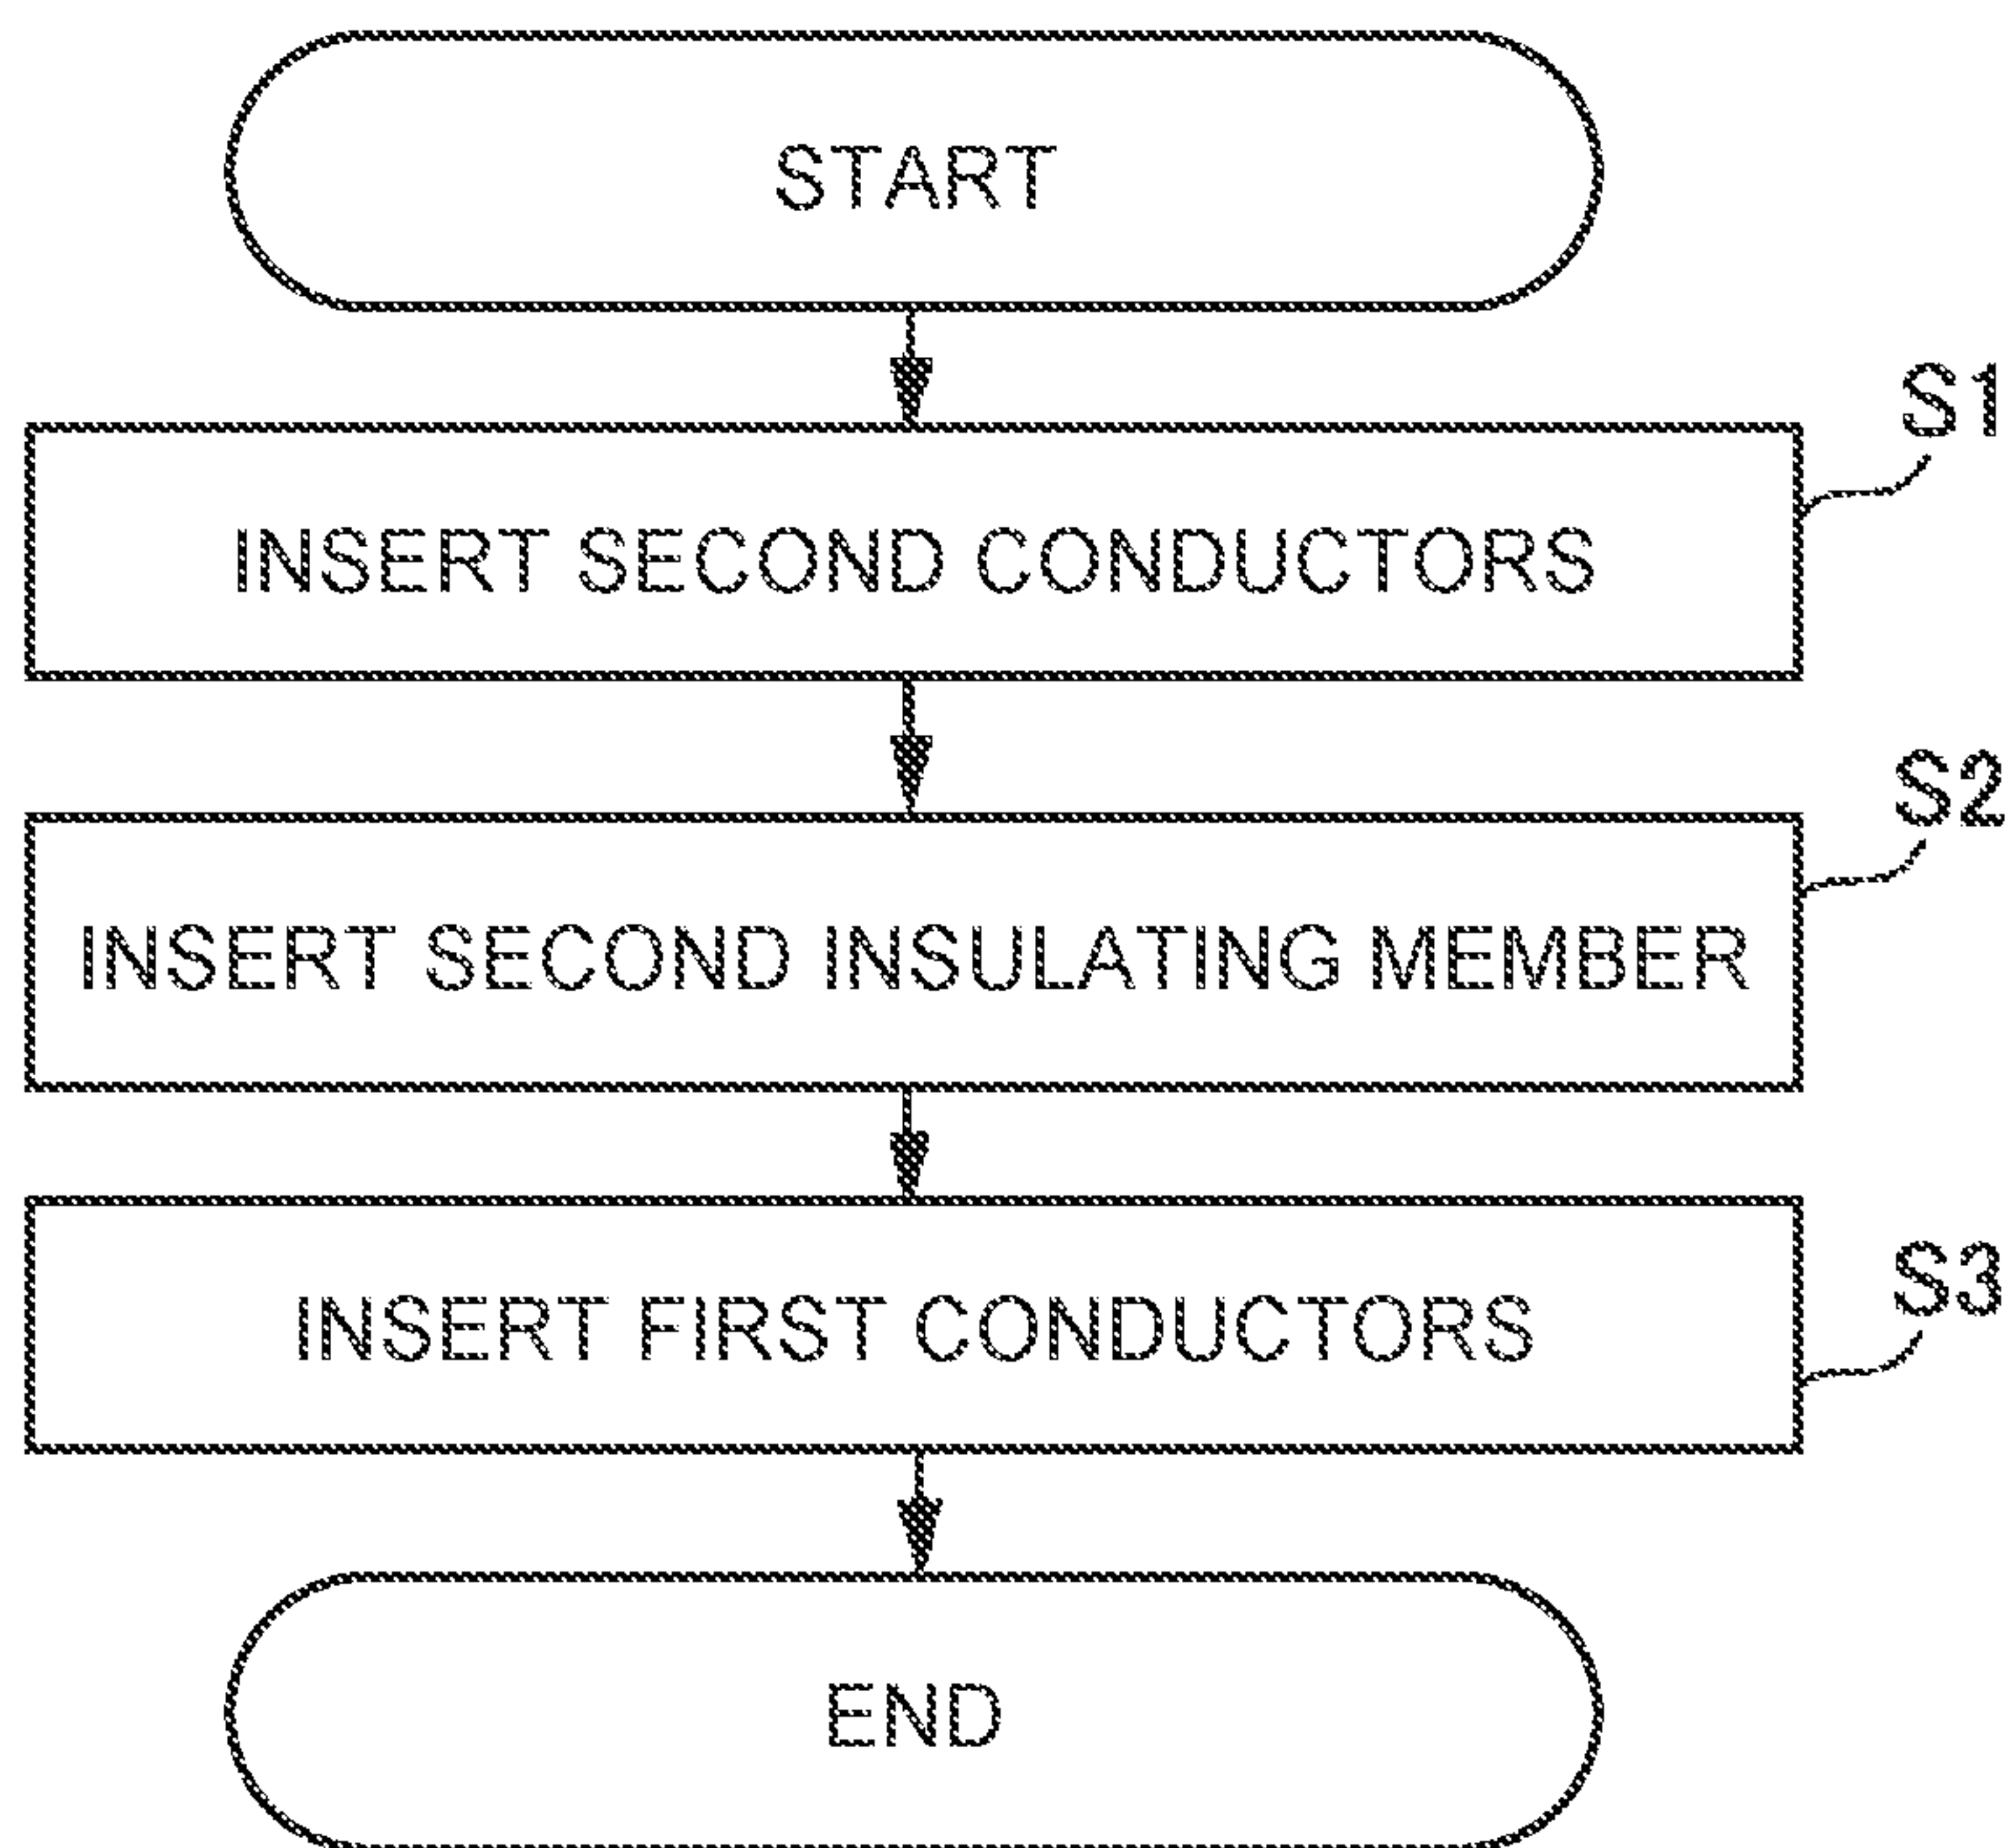 START
S1
INSERT SECOND CONDUCTORS
S2
INSERT SECOND INSULATING MEMBER
S3
INSERT FIRST CONDUCTORS
END